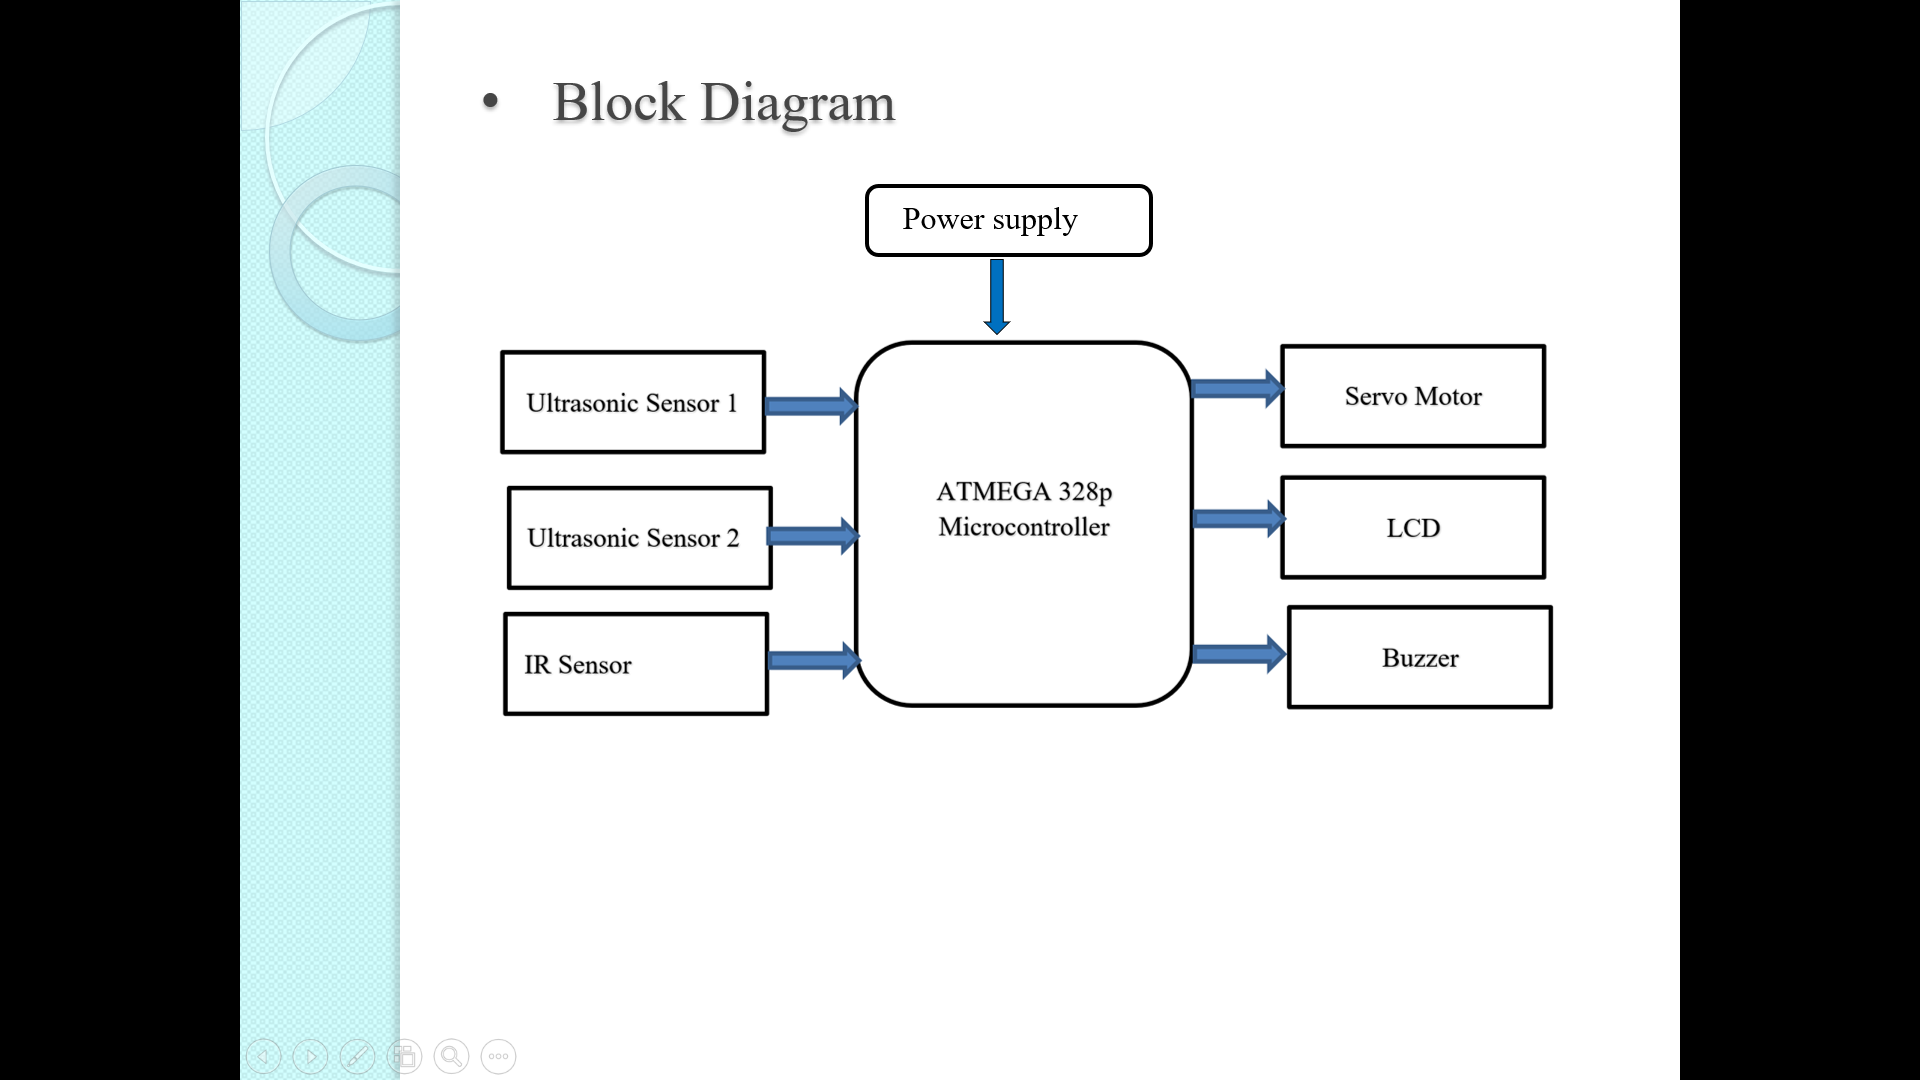 • Block Diagram
Power supply
Ultrasonic Sensor 1
Ultrasonic Sensor 2
IR Sensor
ATMEGA 328p
Microcontroller
Servo Motor
LCD
Buzzer